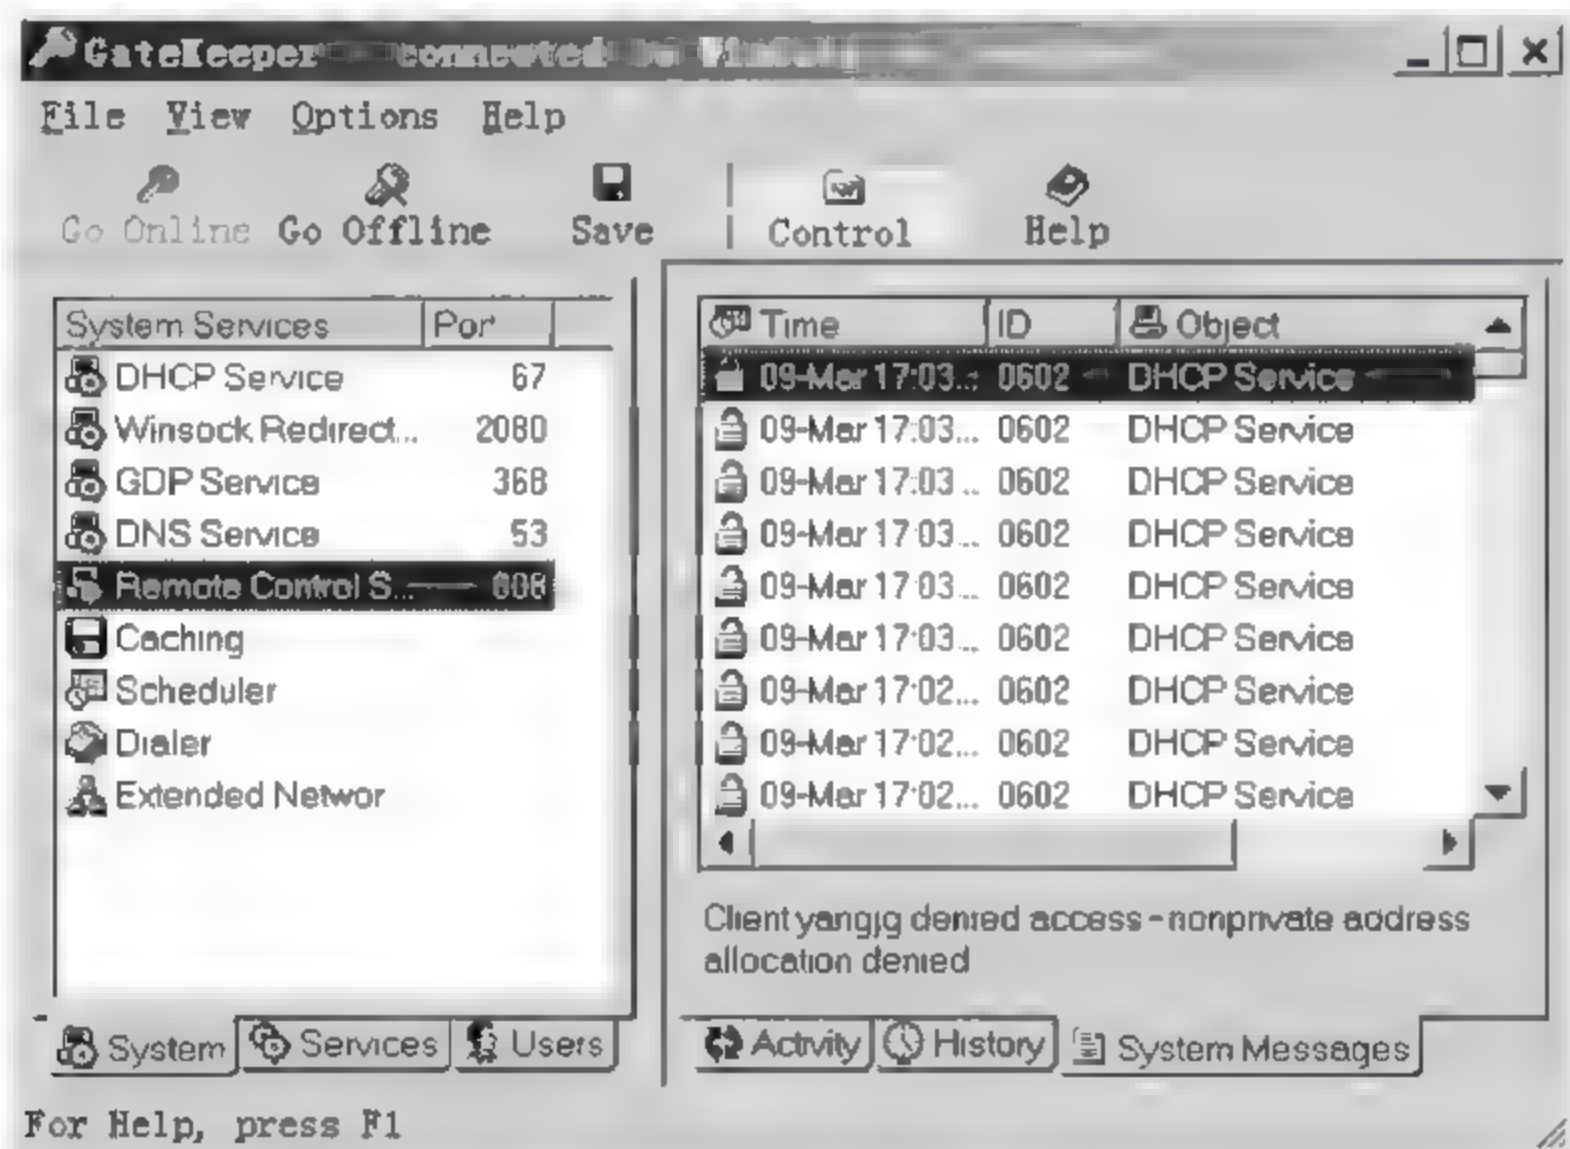 GateKeeper - connected to
File View Options Help
Go Online Go Offline Save Control Help
System Services Por
DHCP Service 67
Winsock Redirect... 2080
GDP Service 368
DNS Service 53
Remote Control S... 808
Caching
Scheduler
Dialer
Extended Networ
System Services Users
Time ID Object
09-Mar 17:03... 0602 DHCP Service
09-Mar 17:03... 0602 DHCP Service
09-Mar 17:03... 0602 DHCP Service
09-Mar 17:03... 0602 DHCP Service
09-Mar 17:03... 0602 DHCP Service
09-Mar 17:03... 0602 DHCP Service
09-Mar 17:02... 0602 DHCP Service
09-Mar 17:02... 0602 DHCP Service
09-Mar 17:02... 0602 DHCP Service
Client yangjg denied access - nonprivate address
allocation denied
Activity History System Messages
For Help, press F1